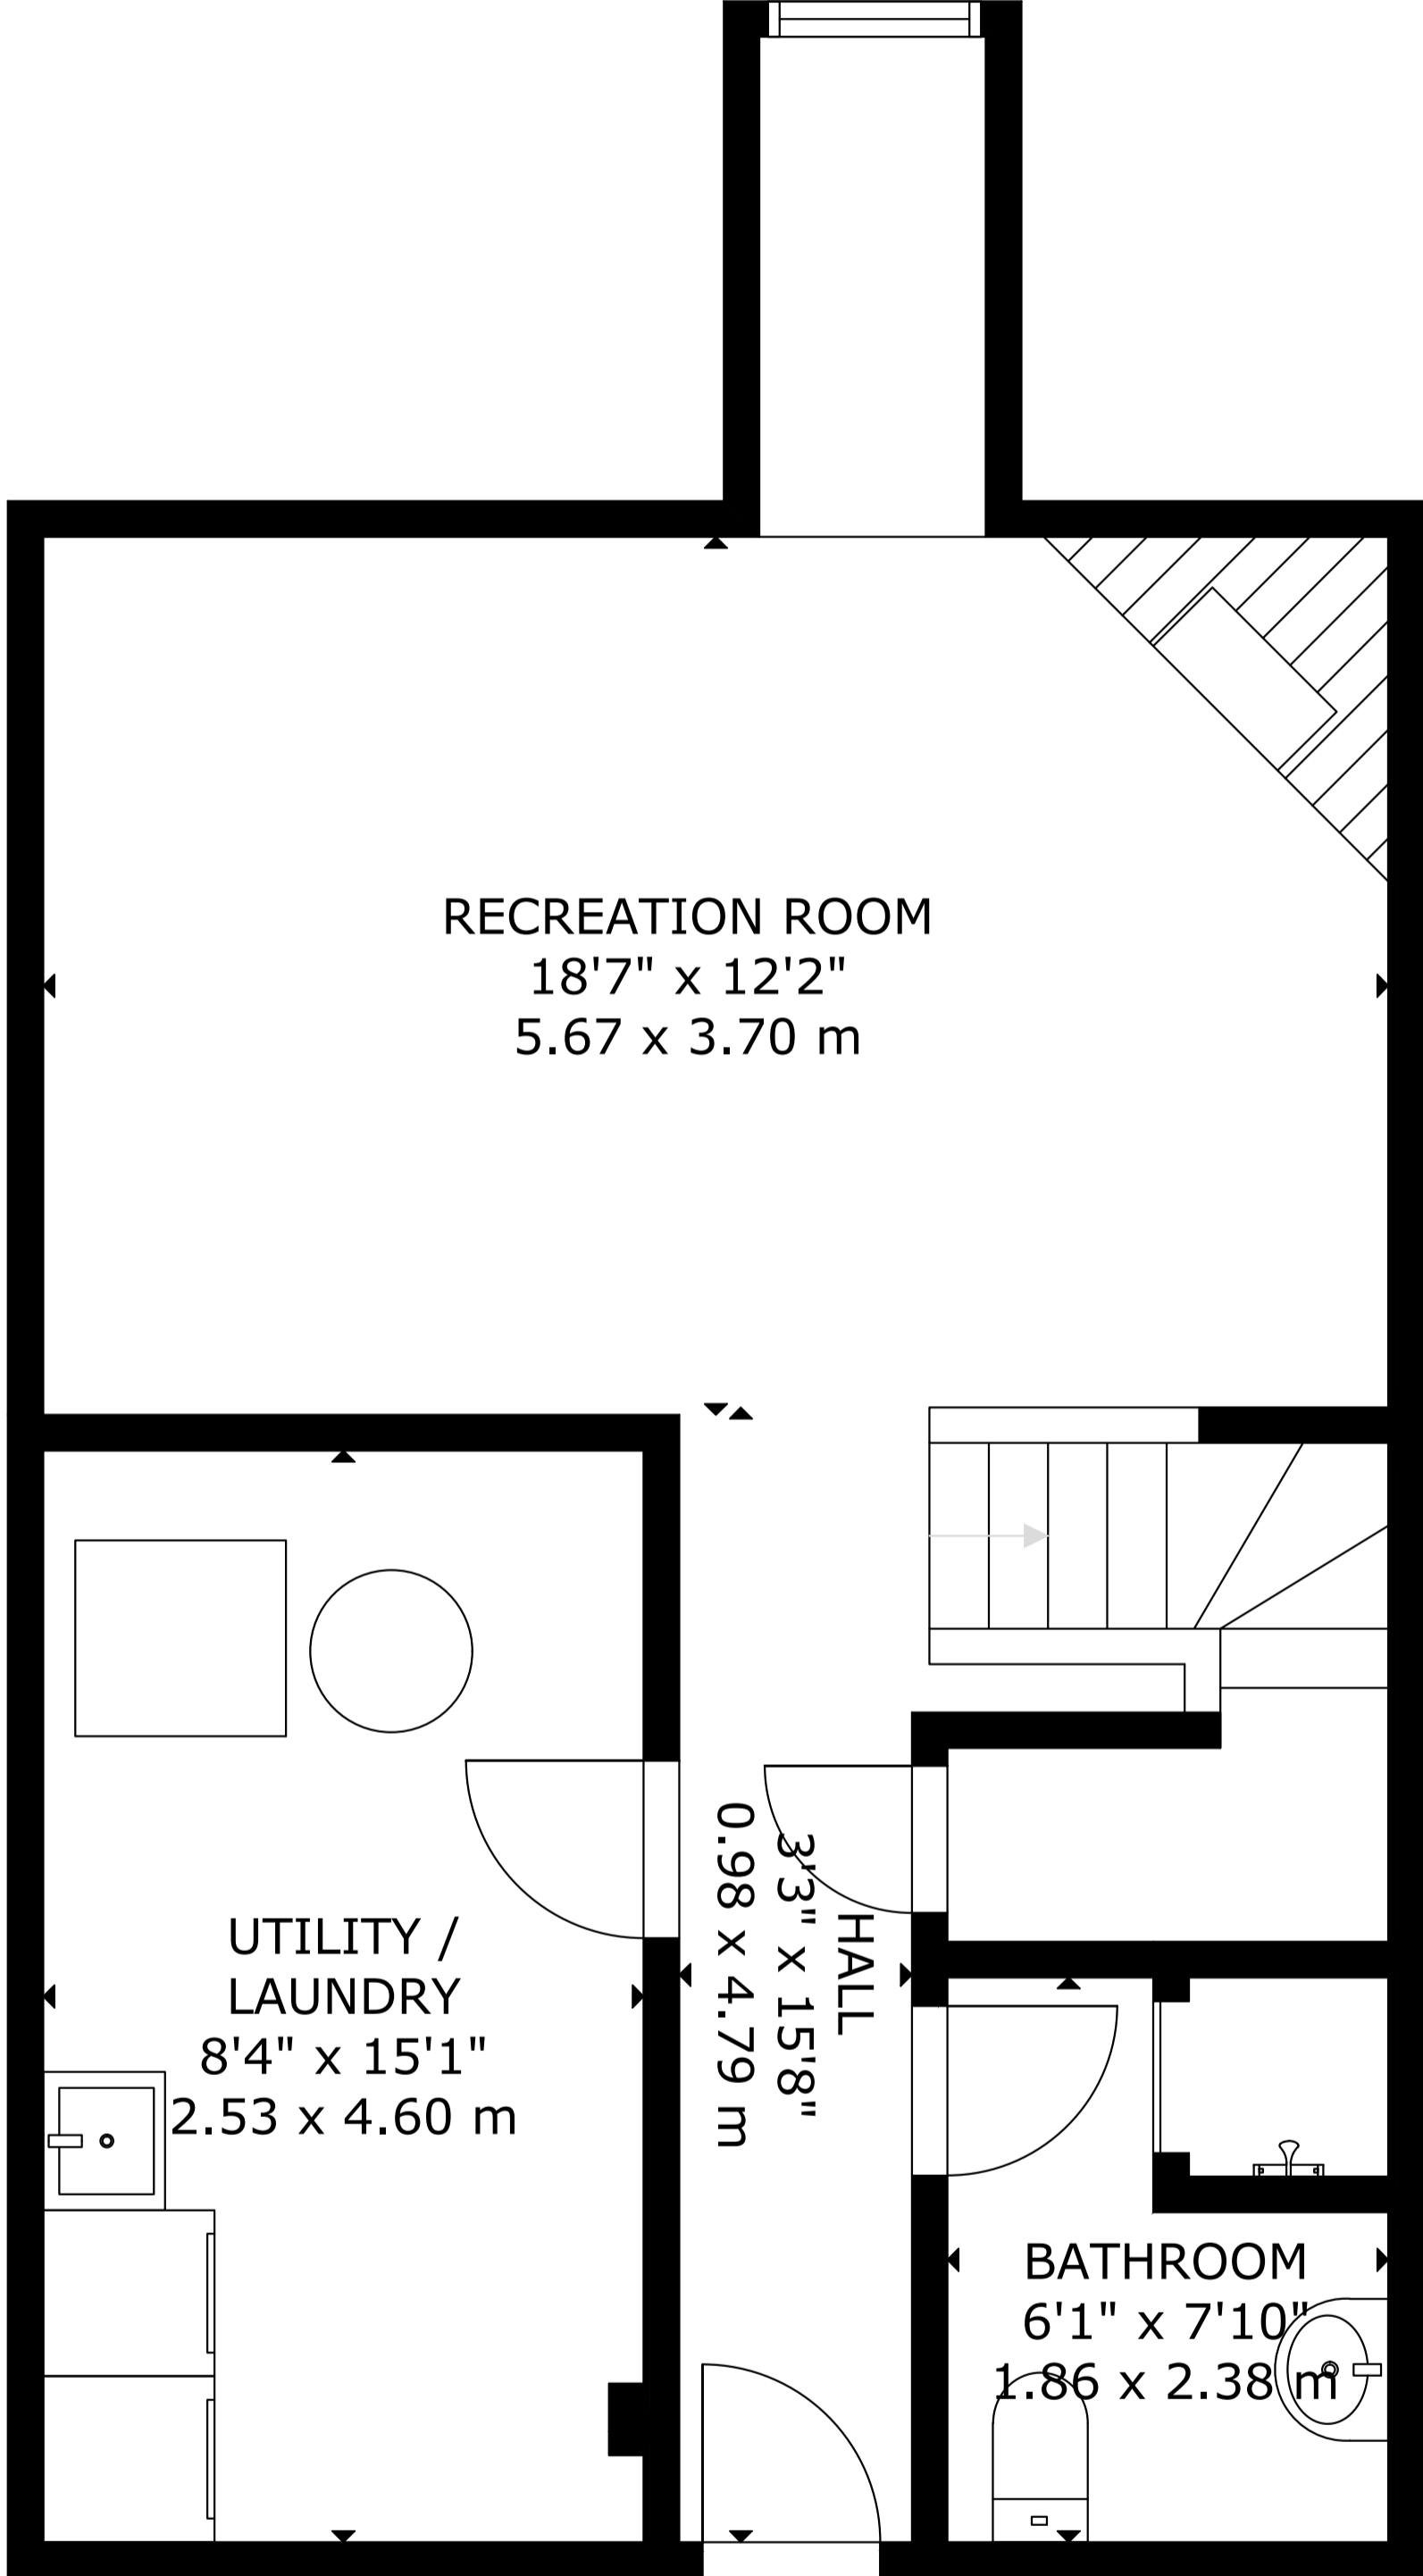 RECREATION ROOM
18'7" x 12'2"
5.67 x 3.70 m
UTILITY /
LAUNDRY
8'4" x 15'1"
2.53 x 4.60 m
HALL
3'3" x 15'8"
0.98 x 4.79 m
BATHROOM
6'1" x 7'10"
1.86 x 2.38 m